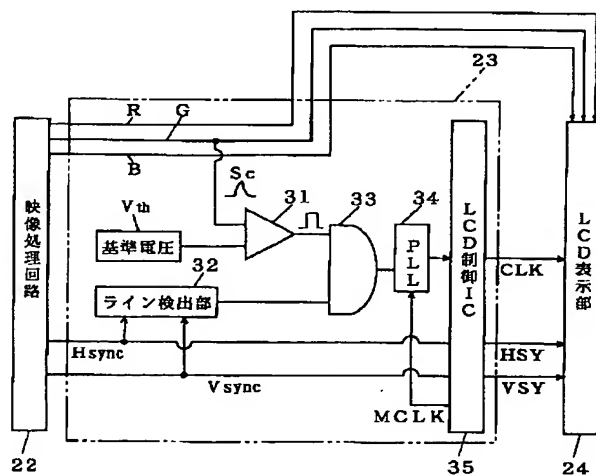 23
R
G
B
Sc
31
33
34
Vth
基準電圧
32
ライン検出部
PLL
LCD制御IC
CLK
LCD表示部
映像処理回路
Hsync
HSY
Vsync
VSY
MCLK
22
35
24